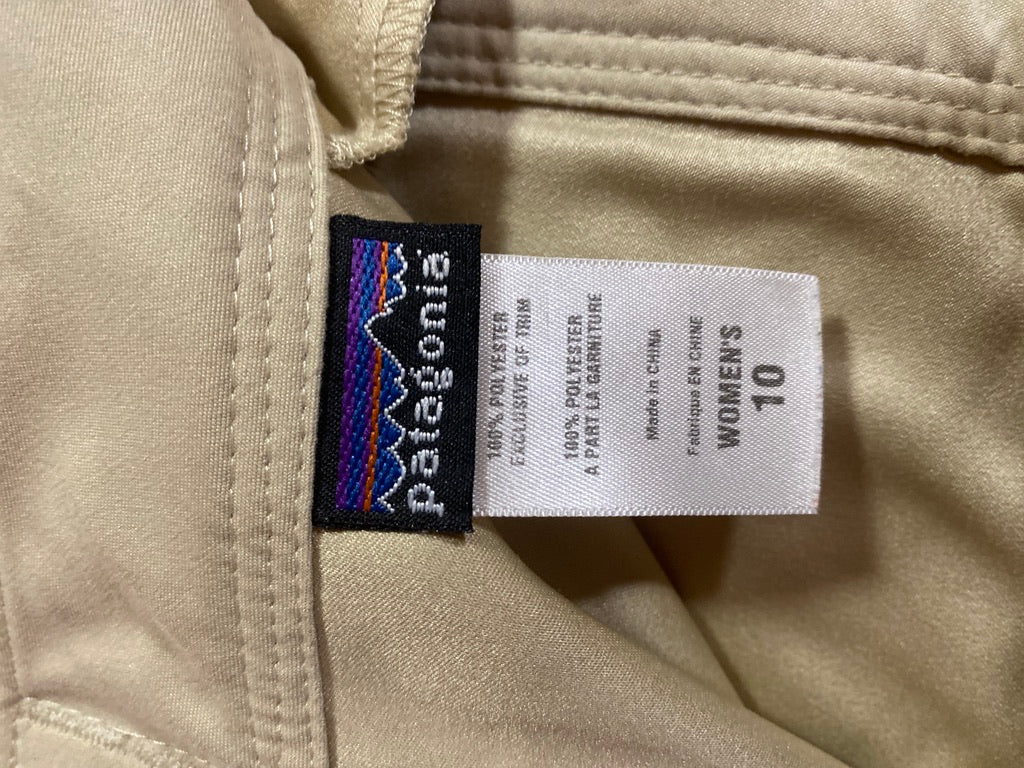 patagonia
100% POLYESTER
EXCLUSIVE OF TRIM
100% POLYESTER
A PART LA GARNITURE
Made in CHINA
Fabriqué EN CHINE
WOMEN'S
10